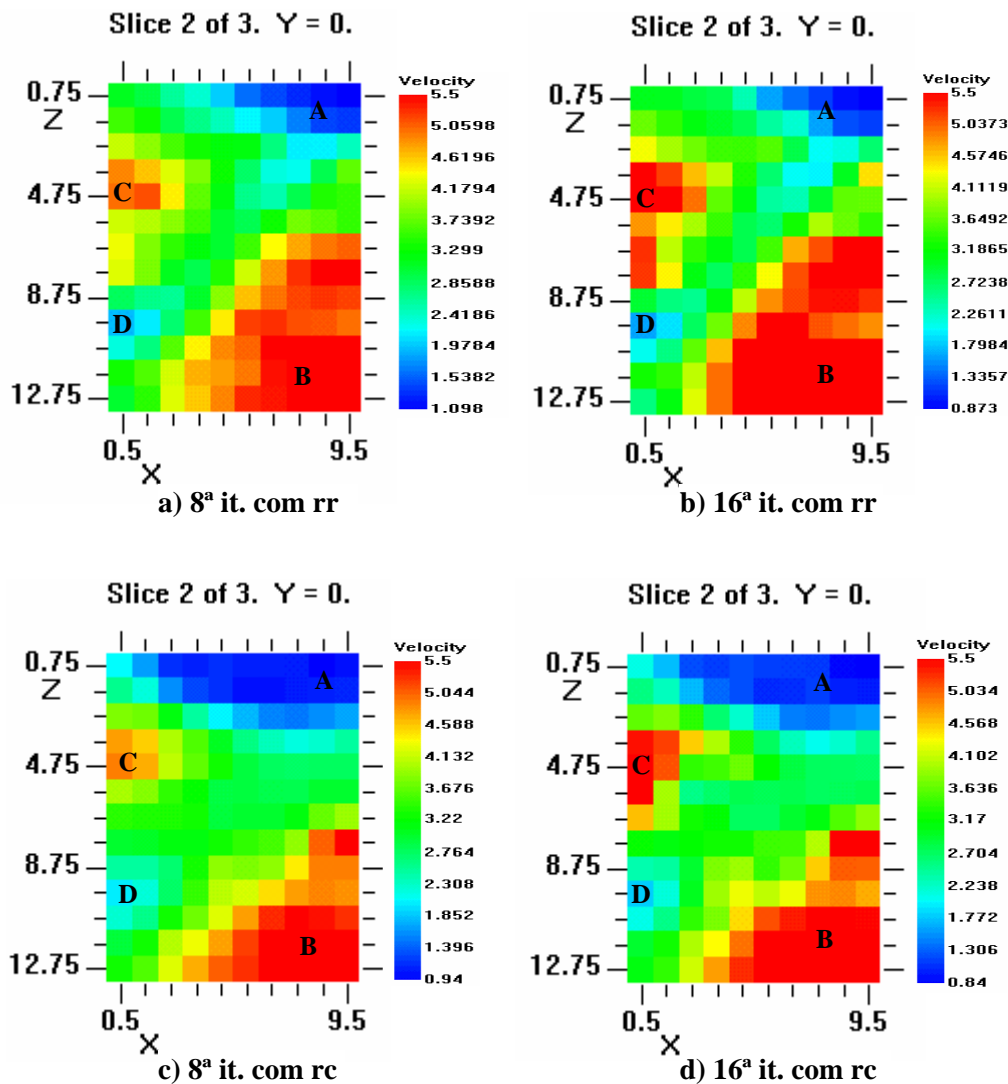 Slice 2 of 3. Y = 0.
Velocity
0.75
Z
4.75
8.75
12.75
A
C
D
B
5.5
5.0598
4.6196
4.1794
3.7392
3.299
2.8588
2.4186
1.9784
1.5382
1.098
0.5
9.5
X
a) 8ª it. com rr
Slice 2 of 3. Y = 0.
Velocity
0.75
Z
4.75
8.75
12.75
A
C
D
B
5.5
5.0373
4.5746
4.1119
3.6492
3.1865
2.7238
2.2611
1.7984
1.3357
0.873
0.5
9.5
X
b) 16ª it. com rr
Slice 2 of 3. Y = 0.
Velocity
0.75
Z
4.75
8.75
12.75
A
C
D
B
5.5
5.044
4.588
4.132
3.676
3.22
2.764
2.308
1.852
1.396
0.94
0.5
9.5
X
c) 8ª it. com rc
Slice 2 of 3. Y = 0.
Velocity
0.75
Z
4.75
8.75
12.75
A
C
D
B
5.5
5.034
4.568
4.102
3.636
3.17
2.704
2.238
1.772
1.306
0.84
0.5
9.5
X
d) 16ª it. com rc